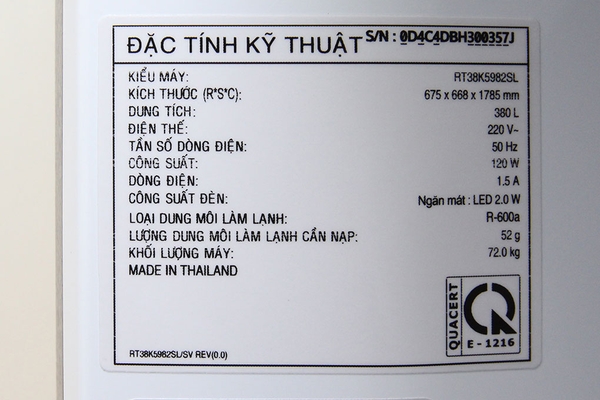 ĐẶC TÍNH KỸ THUẬT S/N : 0D4C4DBH300357J
KIỂU MÁY: RT38K5982SL
KÍCH THƯỚC (R*S*C): 675 x 668 x 1785 mm
DUNG TÍCH: 380 L
ĐIỆN THẾ: 220 V~
TẦN SỐ DÒNG ĐIỆN: 50 Hz
CÔNG SUẤT: 120 W
DÒNG ĐIỆN: 1.5 A
CÔNG SUẤT ĐÈN: Ngăn mát : LED 2.0 W
LOẠI DUNG MÔI LÀM LẠNH: R-600a
LƯỢNG DUNG MÔI LÀM LẠNH CẦN NẠP: 52 g
KHỐI LƯỢNG MÁY: 72.0 kg
MADE IN THAILAND
QUACERT
E - 1216
RT38K5982SL/SV REV(0.0)